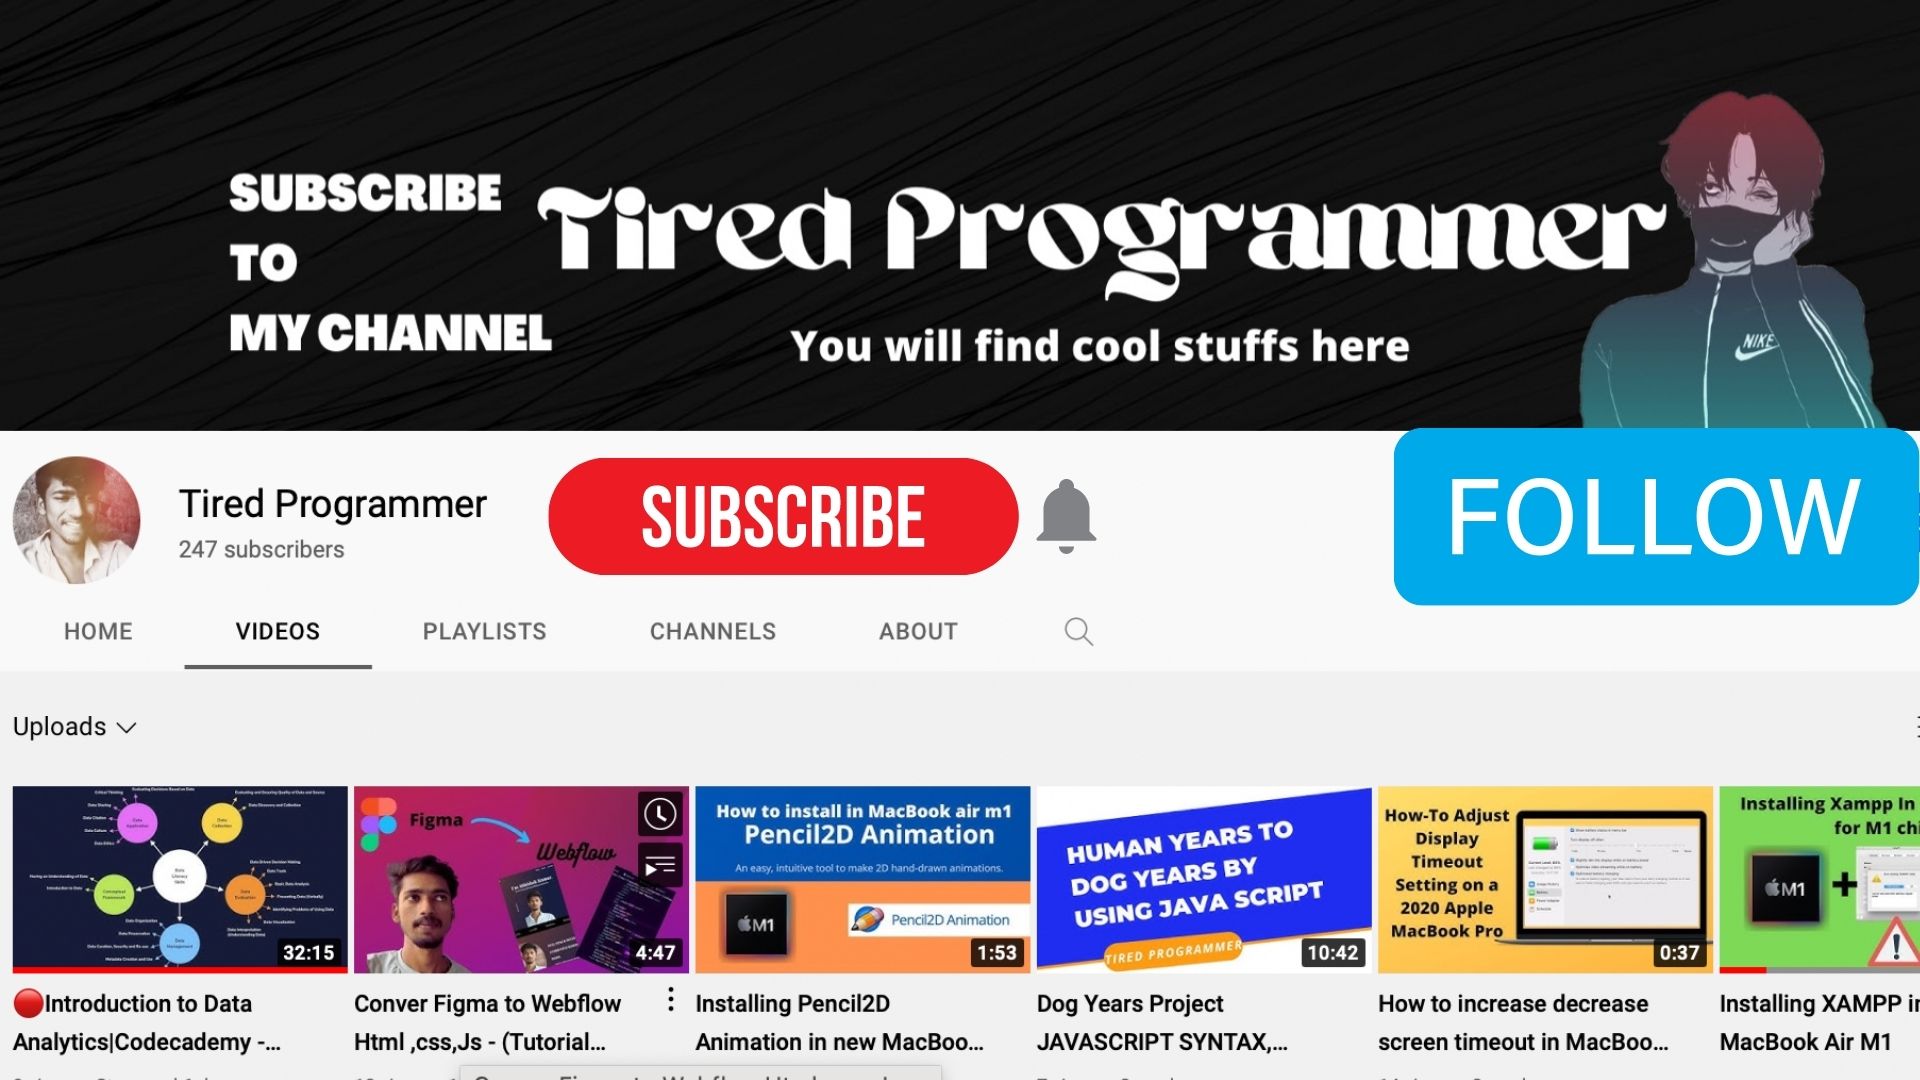 SUBSCRIBE
TO
MY CHANNEL
Tired Programmer
You will find cool stuffs here
NIKE
Tired Programmer
247 subscribers
SUBSCRIBE
FOLLOW
HOME
VIDEOS
PLAYLISTS
CHANNELS
ABOUT
Uploads
Data Literacy Skills
32:15
Figma
Webflow
4:47
How to install in MacBook air m1
Pencil2D Animation
An easy, intuitive tool to make 2D hand-drawn animations.
M1
Pencil2D Animation
1:53
HUMAN YEARS TO
DOG YEARS BY
USING JAVA SCRIPT
TIRED PROGRAMMER
10:42
How-To Adjust
Display
Timeout
Setting on a
2020 Apple
MacBook Pro
0:37
Installing Xampp In
for M1 chi
M1
Introduction to Data
Analytics|Codecademy -...
Conver Figma to Webflow
Html ,css,Js - (Tutorial...
Installing Pencil2D
Animation in new MacBoo...
Dog Years Project
JAVASCRIPT SYNTAX,...
How to increase decrease
screen timeout in MacBoo...
Installing XAMPP in
MacBook Air M1